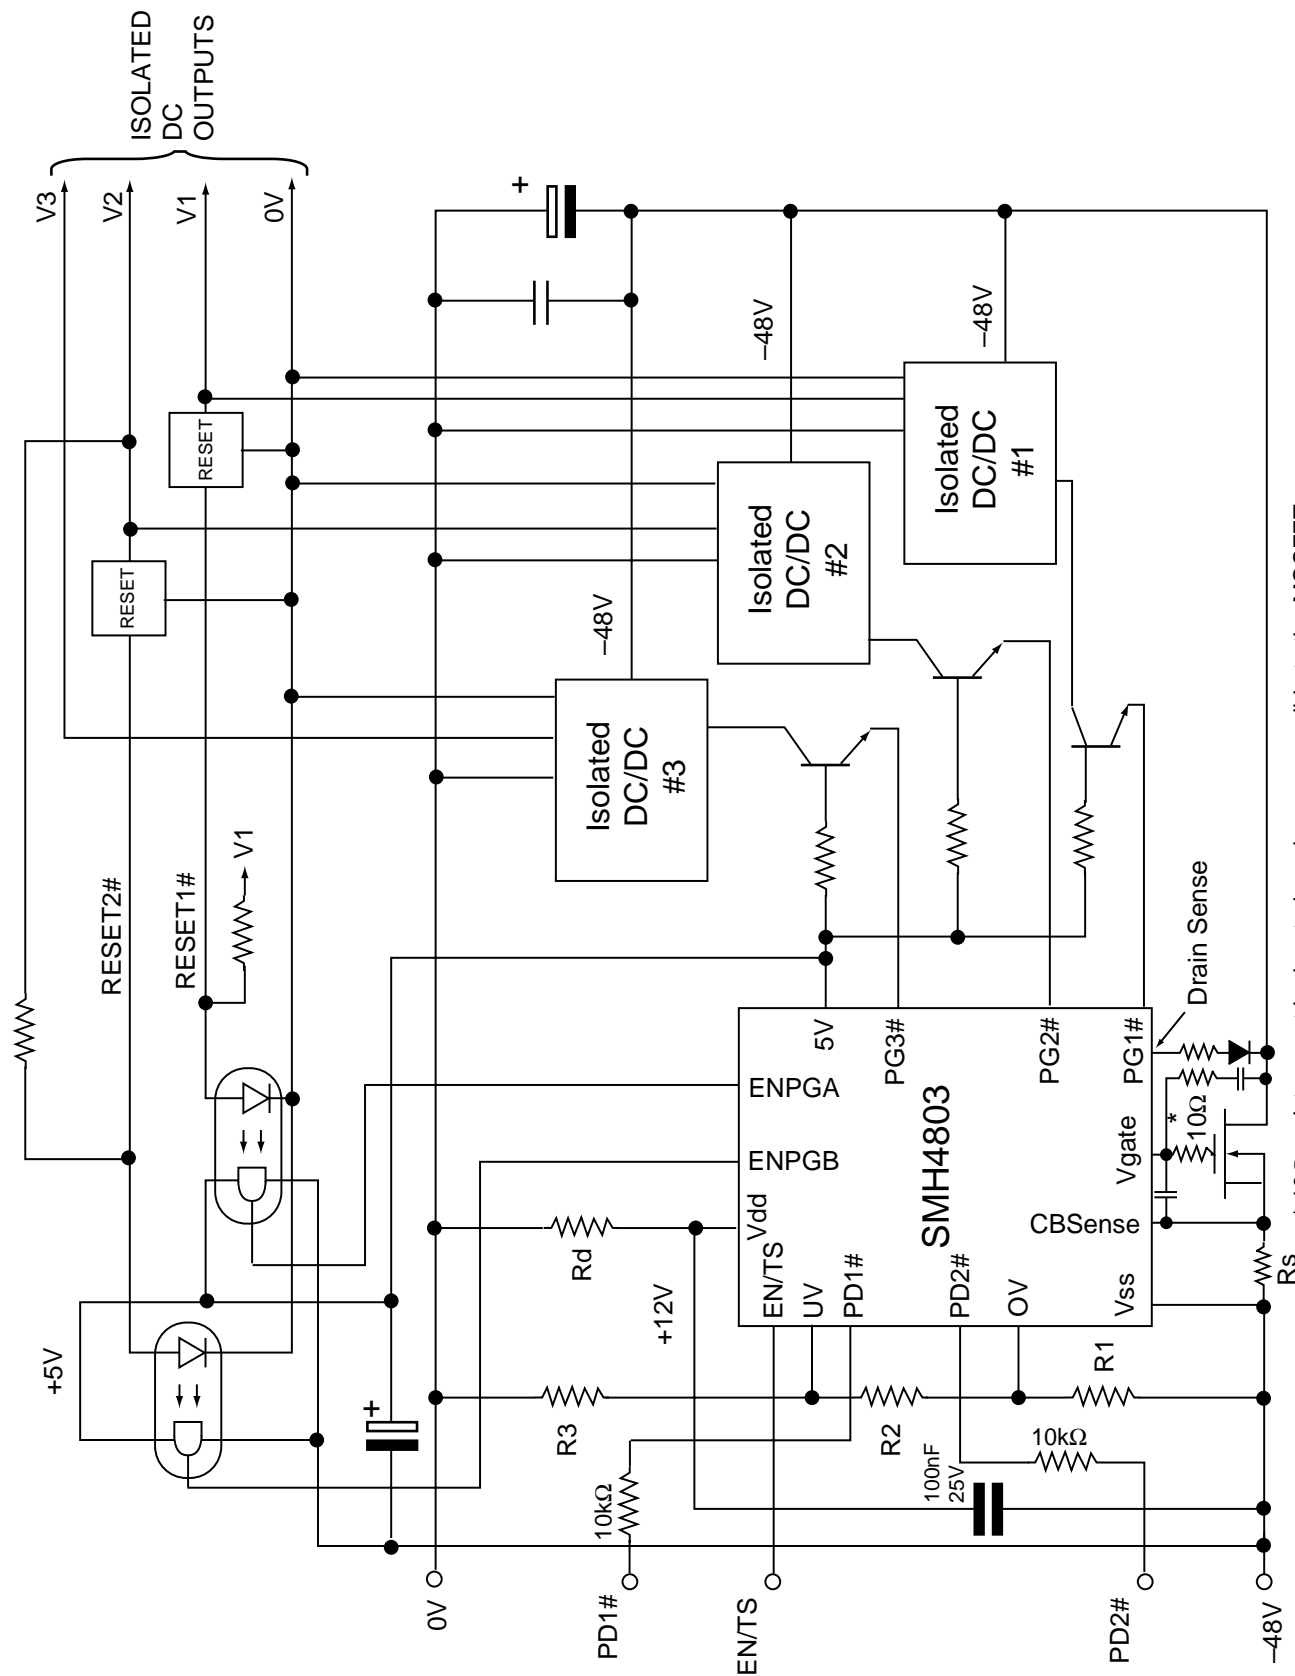 ISOLATED
DC
OUTPUTS
V3
V2
V1
0V
RESET
RESET
RESET2#
RESET1#
V1
+5V
+
+
–48V
–48V
–48V
Isolated
DC/DC
#3
Isolated
DC/DC
#2
Isolated
DC/DC
#1
0V
PD1#
EN/TS
PD2#
–48V
10kΩ
R3
Rd
+12V
R2
100nF
25V
10kΩ
R1
SMH4803
ENPGA
ENPGB
Vdd
EN/TS
UV
PD1#
PD2#
OV
Vss
CBSense
Vgate
5V
PG3#
PG2#
PG1#
Drain Sense
*
10Ω
Rs